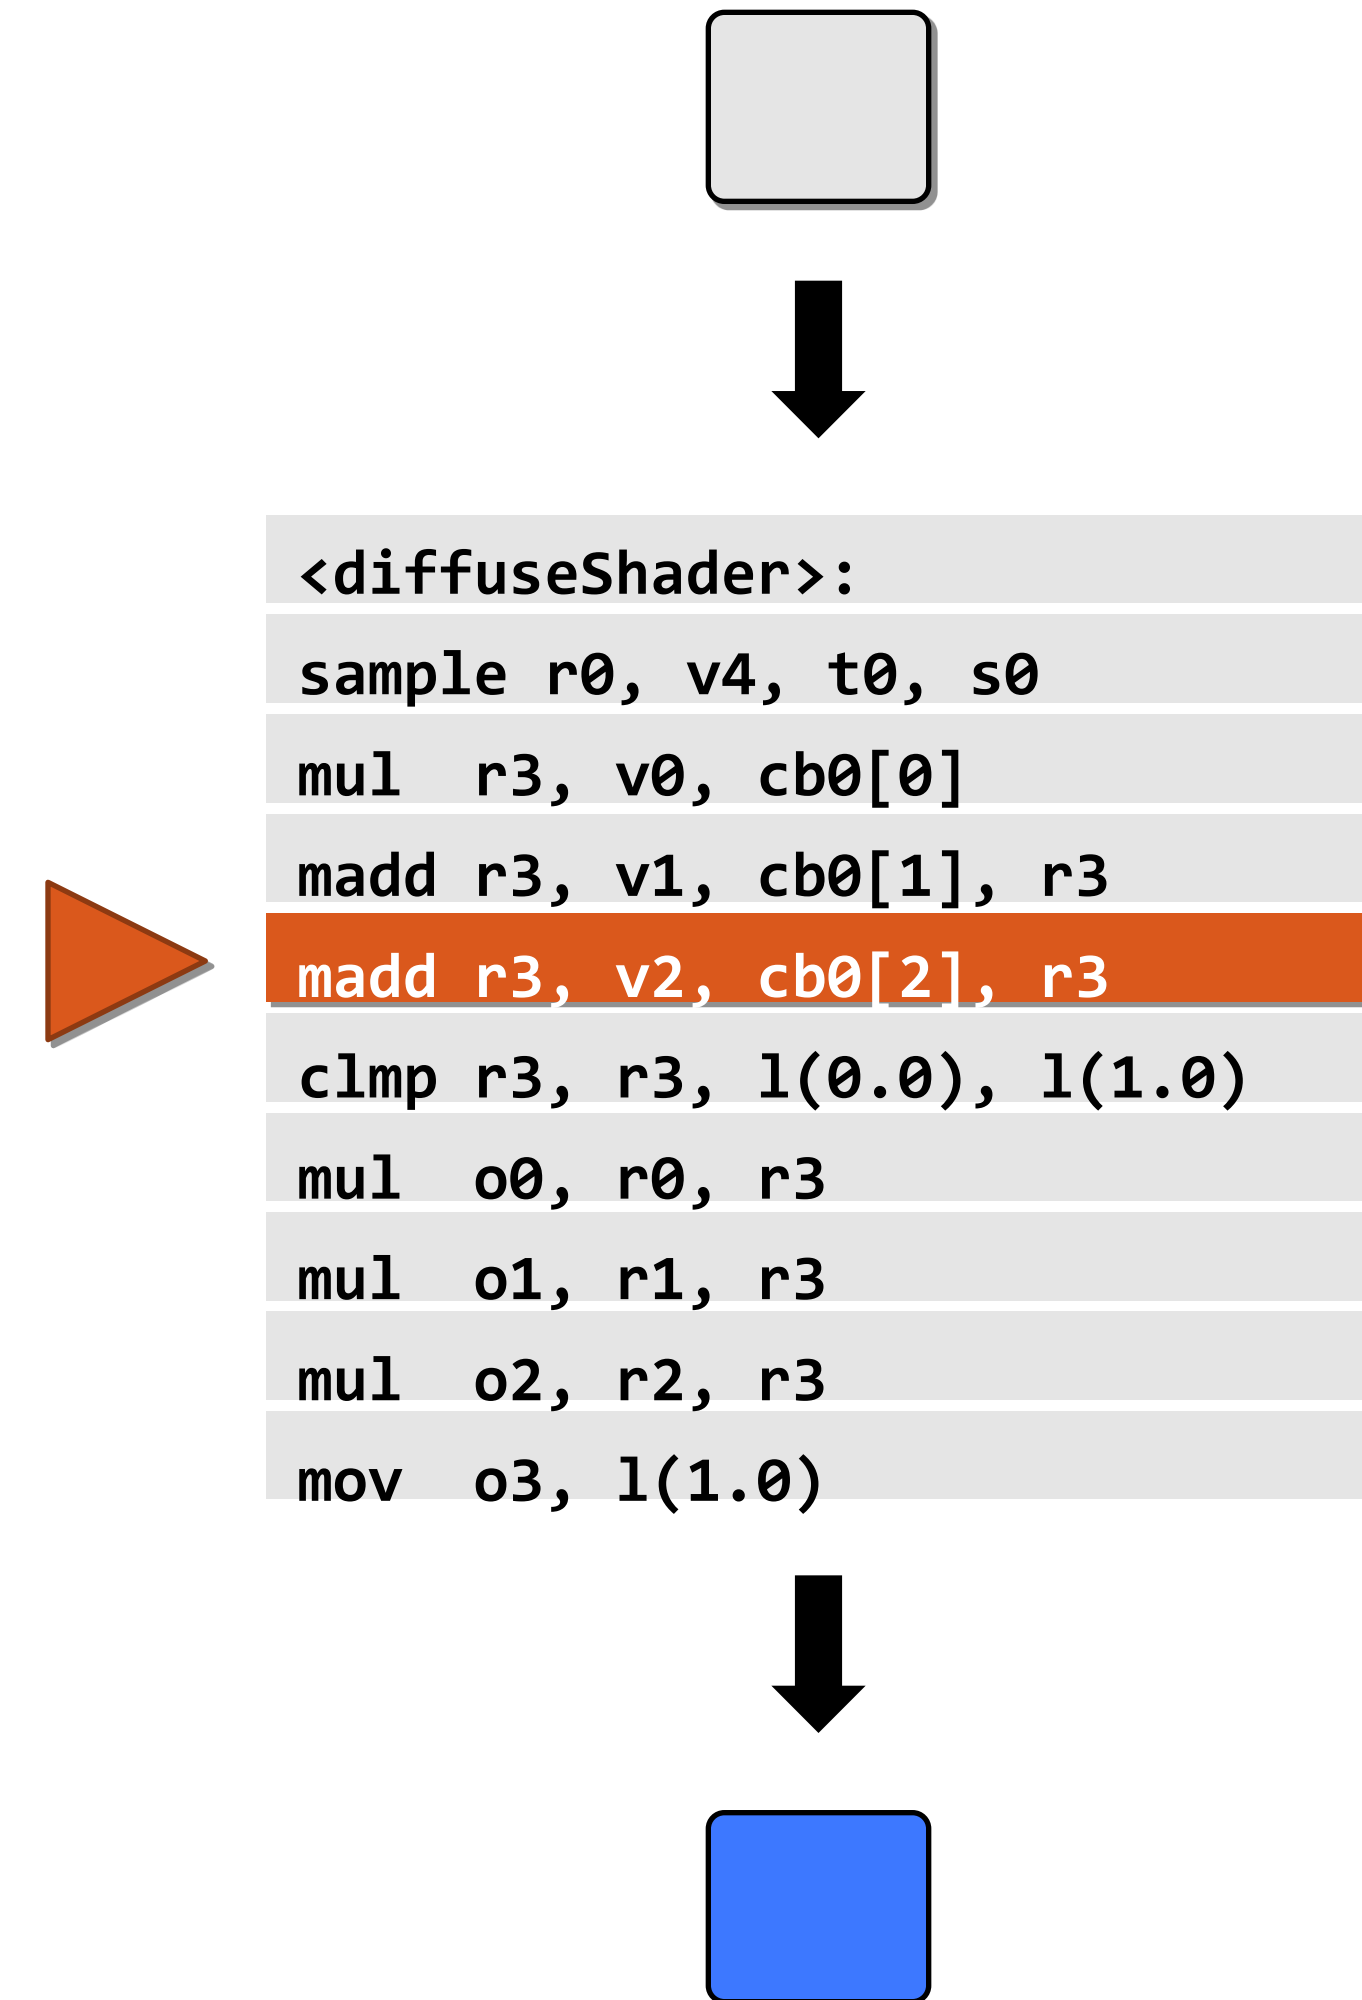 <diffuseShader>:
sample r0, v4, t0, s0
mul  r3, v0, cb0[0]
madd r3, v1, cb0[1], r3
madd r3, v2, cb0[2], r3
clmp r3, r3, l(0.0), l(1.0)
mul  o0, r0, r3
mul  o1, r1, r3
mul  o2, r2, r3
mov  o3, l(1.0)